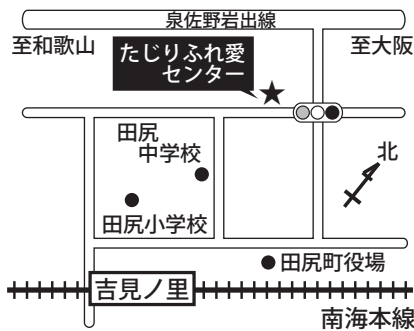 泉佐野岩出線
至和歌山
至大阪
たじりふれ愛
センター
田尻
中学校
北
田尻小学校
田尻町役場
吉見ノ里
南海本線